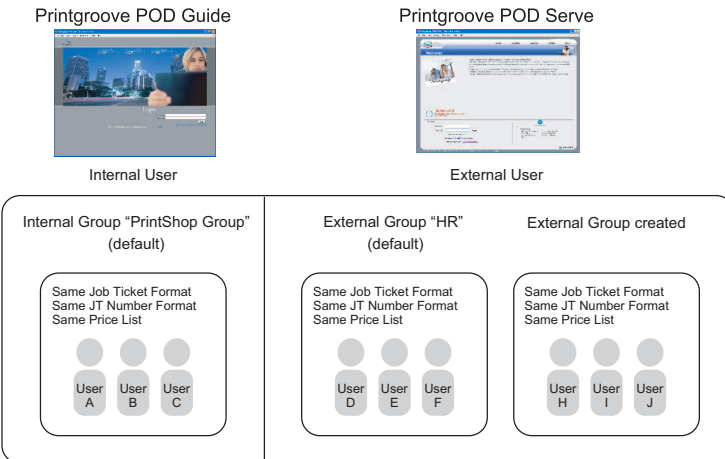 Printgroove POD Guide
Printgroove POD Serve
Welcome
Login
Internal User
External User
Internal Group “PrintShop Group”
(default)
External Group “HR”
(default)
External Group created
Same Job Ticket Format
Same JT Number Format
Same Price List
User
A
User
B
User
C
Same Job Ticket Format
Same JT Number Format
Same Price List
User
D
User
E
User
F
Same Job Ticket Format
Same JT Number Format
Same Price List
User
H
User
I
User
J